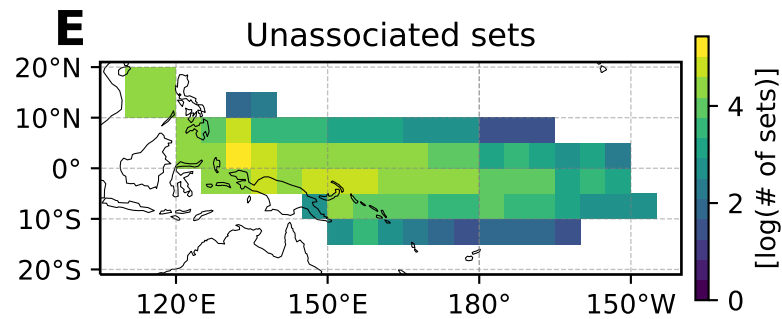 E
Unassociated sets
20°N
10°N
0°
10°S
20°S
120°E
150°E
180°
150°W
4
2
0
[log(# of sets)]